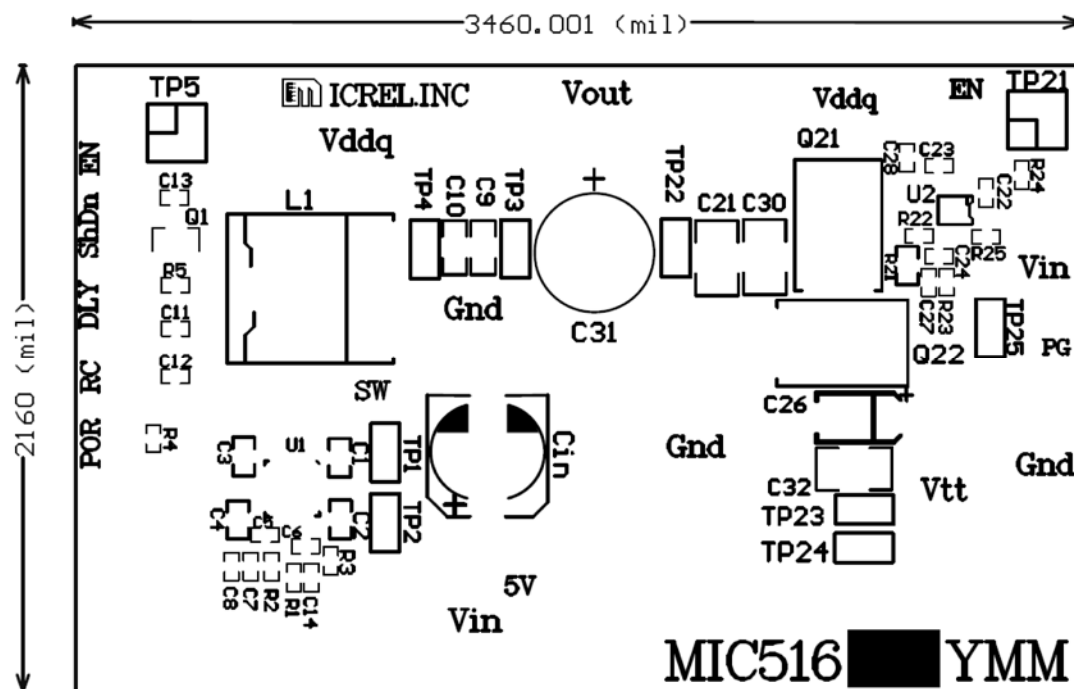 3460.001 (mil)
2160 (mil)
TP5
ICREL.INC
Vout
Vddq
EN
TP21
Vddq
Q21
EN
C13
Q1
ShDn
L1
TP4
C10
C9
TP3
TP22
C21
C30
C28
C23
U2
C22
R24
R22
R25
R21
C24
Vin
R5
DLY
C11
Gnd
C31
C27
R23
TP25
PG
Q22
C12
RC
SW
C26
POR
R4
C3
U1
C1
TP1
Cin
Gnd
Gnd
C32
Vtt
C4
C5
C6
C2
TP2
TP23
TP24
C8
C7
R2
R1
C14
R3
5V
Vin
MIC516 YMM